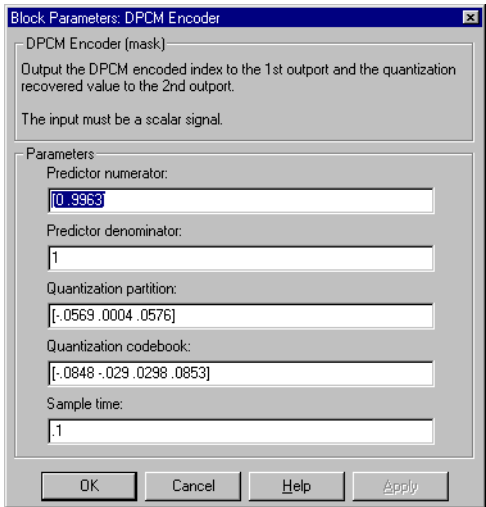 Block Parameters: DPCM Encoder
DPCM Encoder (mask)
Output the DPCM encoded index to the 1st outport and the quantization
recovered value to the 2nd outport.
The input must be a scalar signal.
Parameters
Predictor numerator:
[0 .9963]
Predictor denominator:
1
Quantization partition:
[-.0569 .0004 .0576]
Quantization codebook:
[-.0848 -.029 .0298 .0853]
Sample time:
.1
OK Cancel Help Apply